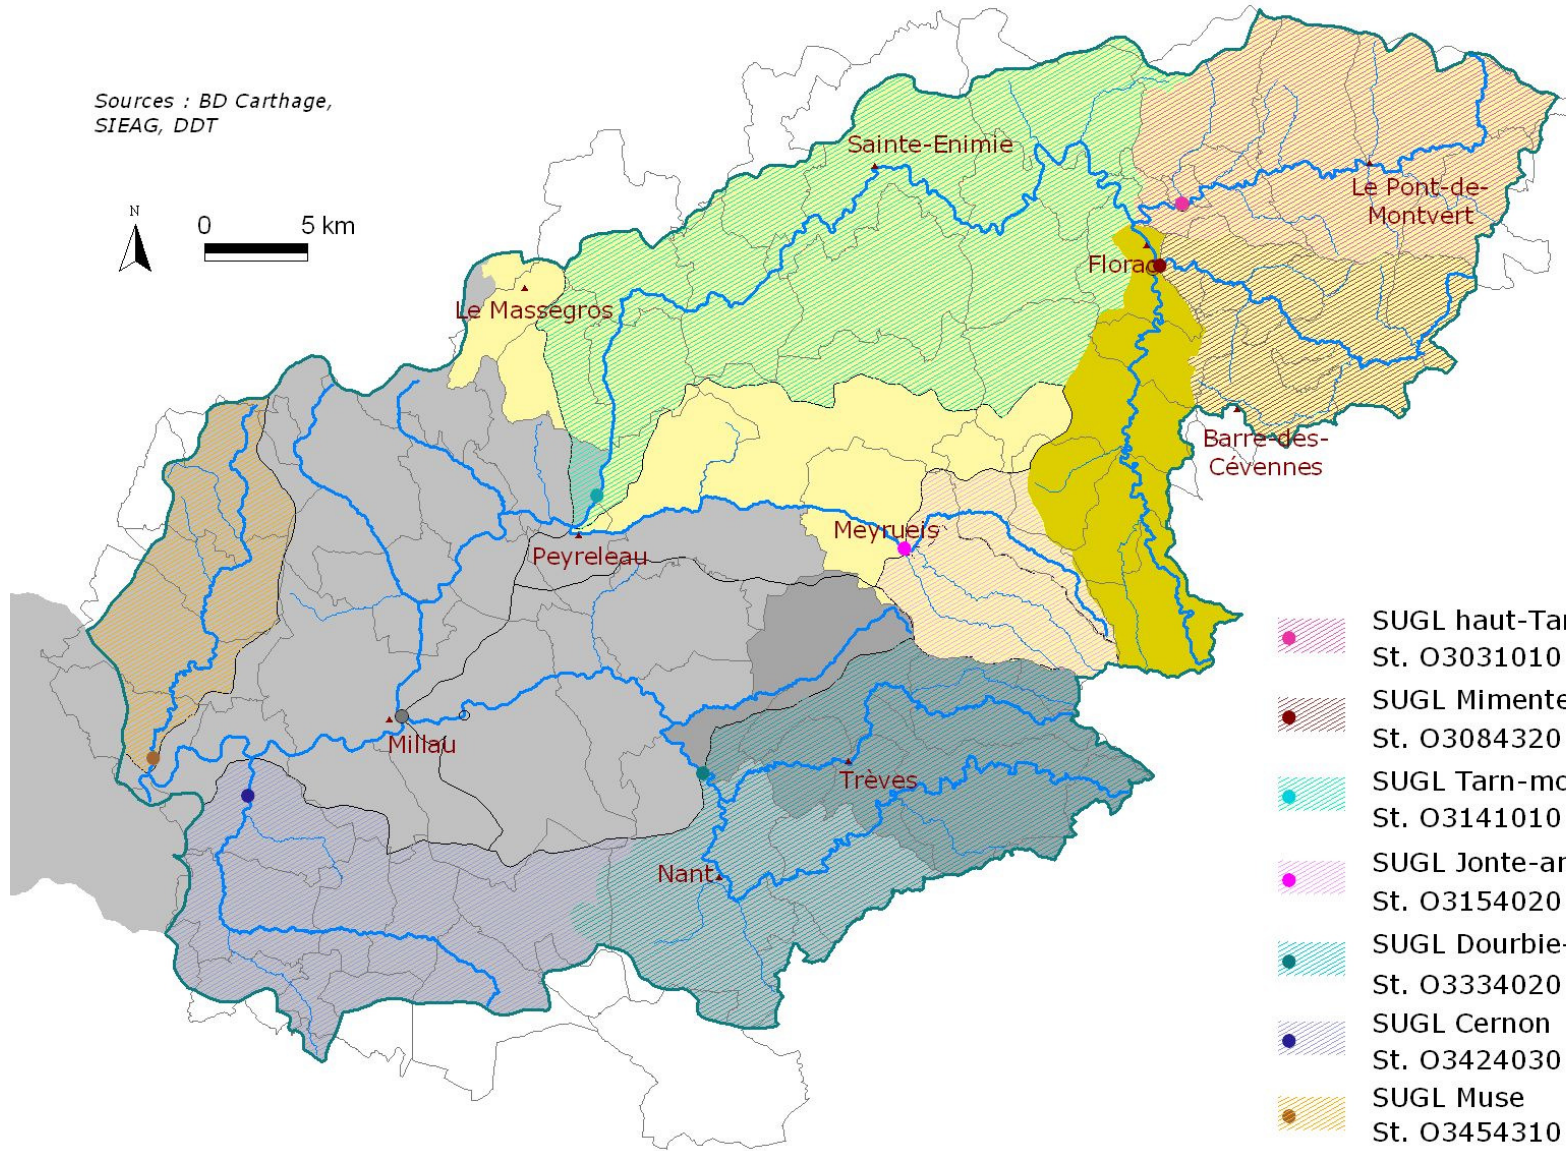 Sources : BD Carthage,
SIEAG, DDT
N
0 5 km
Sainte-Enimie
Le Pont-de-
Montvert
Florac
Le Massegros
Barre-des-
Cévennes
Meyrueis
Peyreleau
Millau
Trèves
Nant
SUGL haut-Tar
St. O3031010
SUGL Mimente
St. O3084320
SUGL Tarn-mo
St. O3141010
SUGL Jonte-am
St. O3154020
SUGL Dourbie-
St. O3334020
SUGL Cernon
St. O3424030
SUGL Muse
St. O3454310